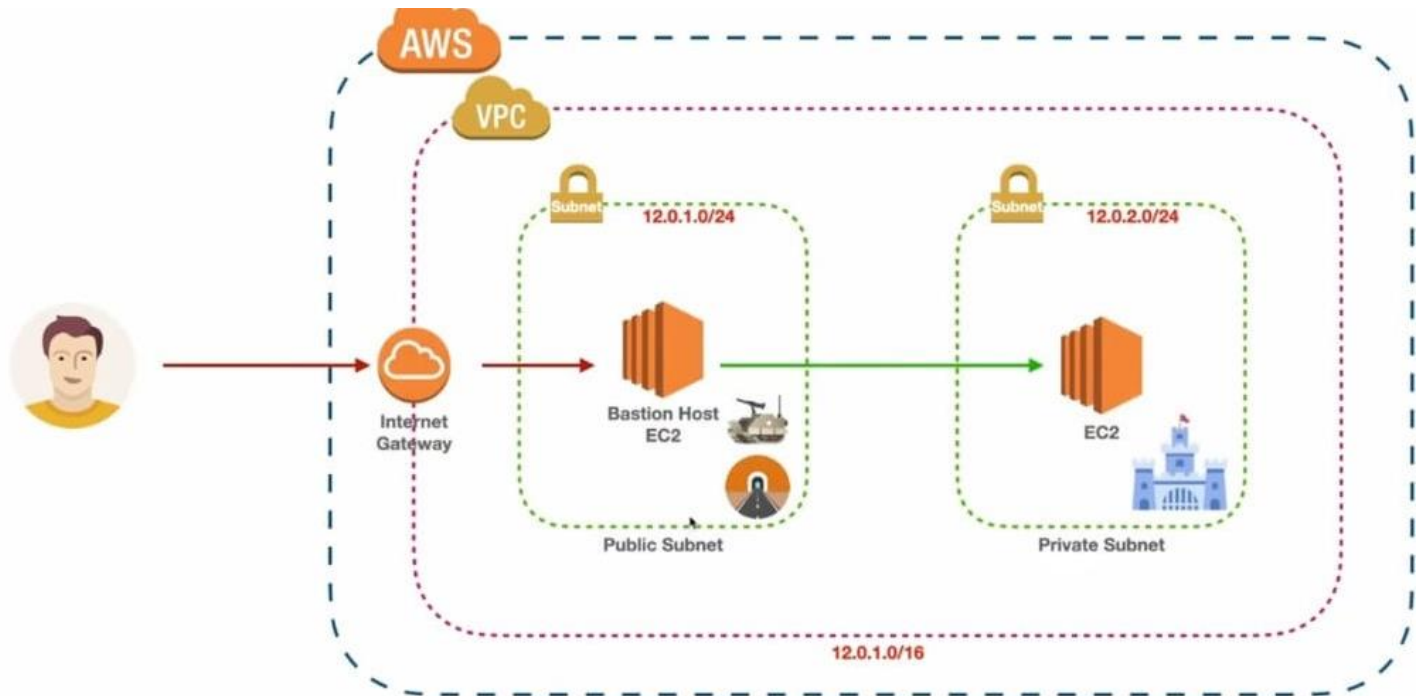 AWS
VPC
Subnet
12.0.1.0/24
Subnet
12.0.2.0/24
Internet
Gateway
Bastion Host
EC2
EC2
Public Subnet
Private Subnet
12.0.1.0/16